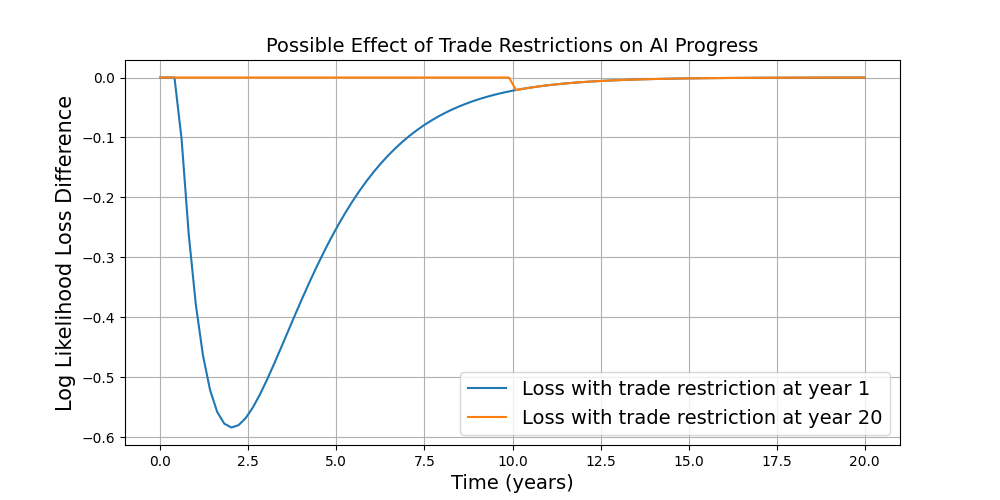 Possible Effect of Trade Restrictions on AI Progress
Log Likelihood Loss Difference
0.0
−0.1
−0.2
−0.3
−0.4
−0.5
−0.6
Loss with trade restriction at year 1
Loss with trade restriction at year 20
0.0 2.5 5.0 7.5 10.0 12.5 15.0 17.5 20.0
Time (years)